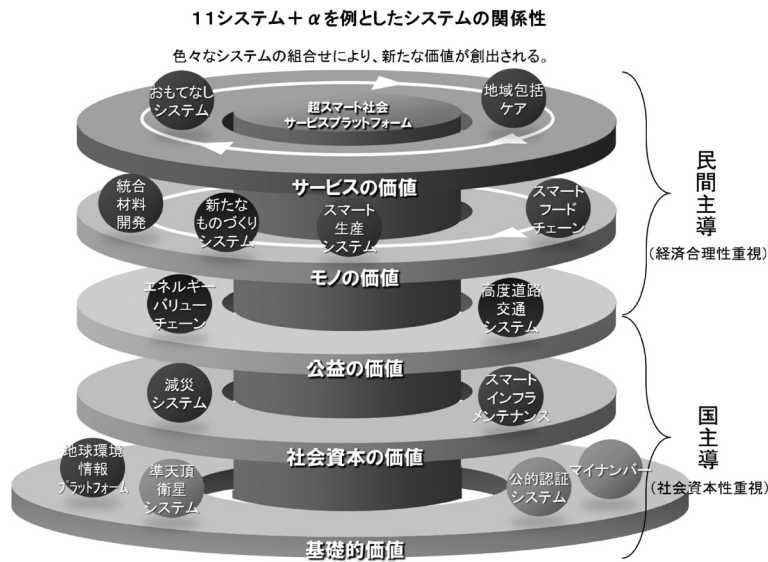 11システム+αを例としたシステムの関係性
色々なシステムの組合せにより、新たな価値が創出される。
おもてなし
システム
超スマート社会
サービスプラットフォーム
地域包括
ケア
サービスの価値
統合
材料
開発
新たな
ものづくり
システム
スマート
生産
システム
スマート
フード
チェーン
モノの価値
エネルギー
バリュー
チェーン
高度道路
交通
システム
公益の価値
減災
システム
スマート
インフラ
メンテナンス
社会資本の価値
地球環境
情報
プラットフォーム
準天頂
衛星
システム
公的認証
システム
マイナンバー
基礎的価値
民間主導
(経済合理性重視)
国主導
(社会資本性重視)